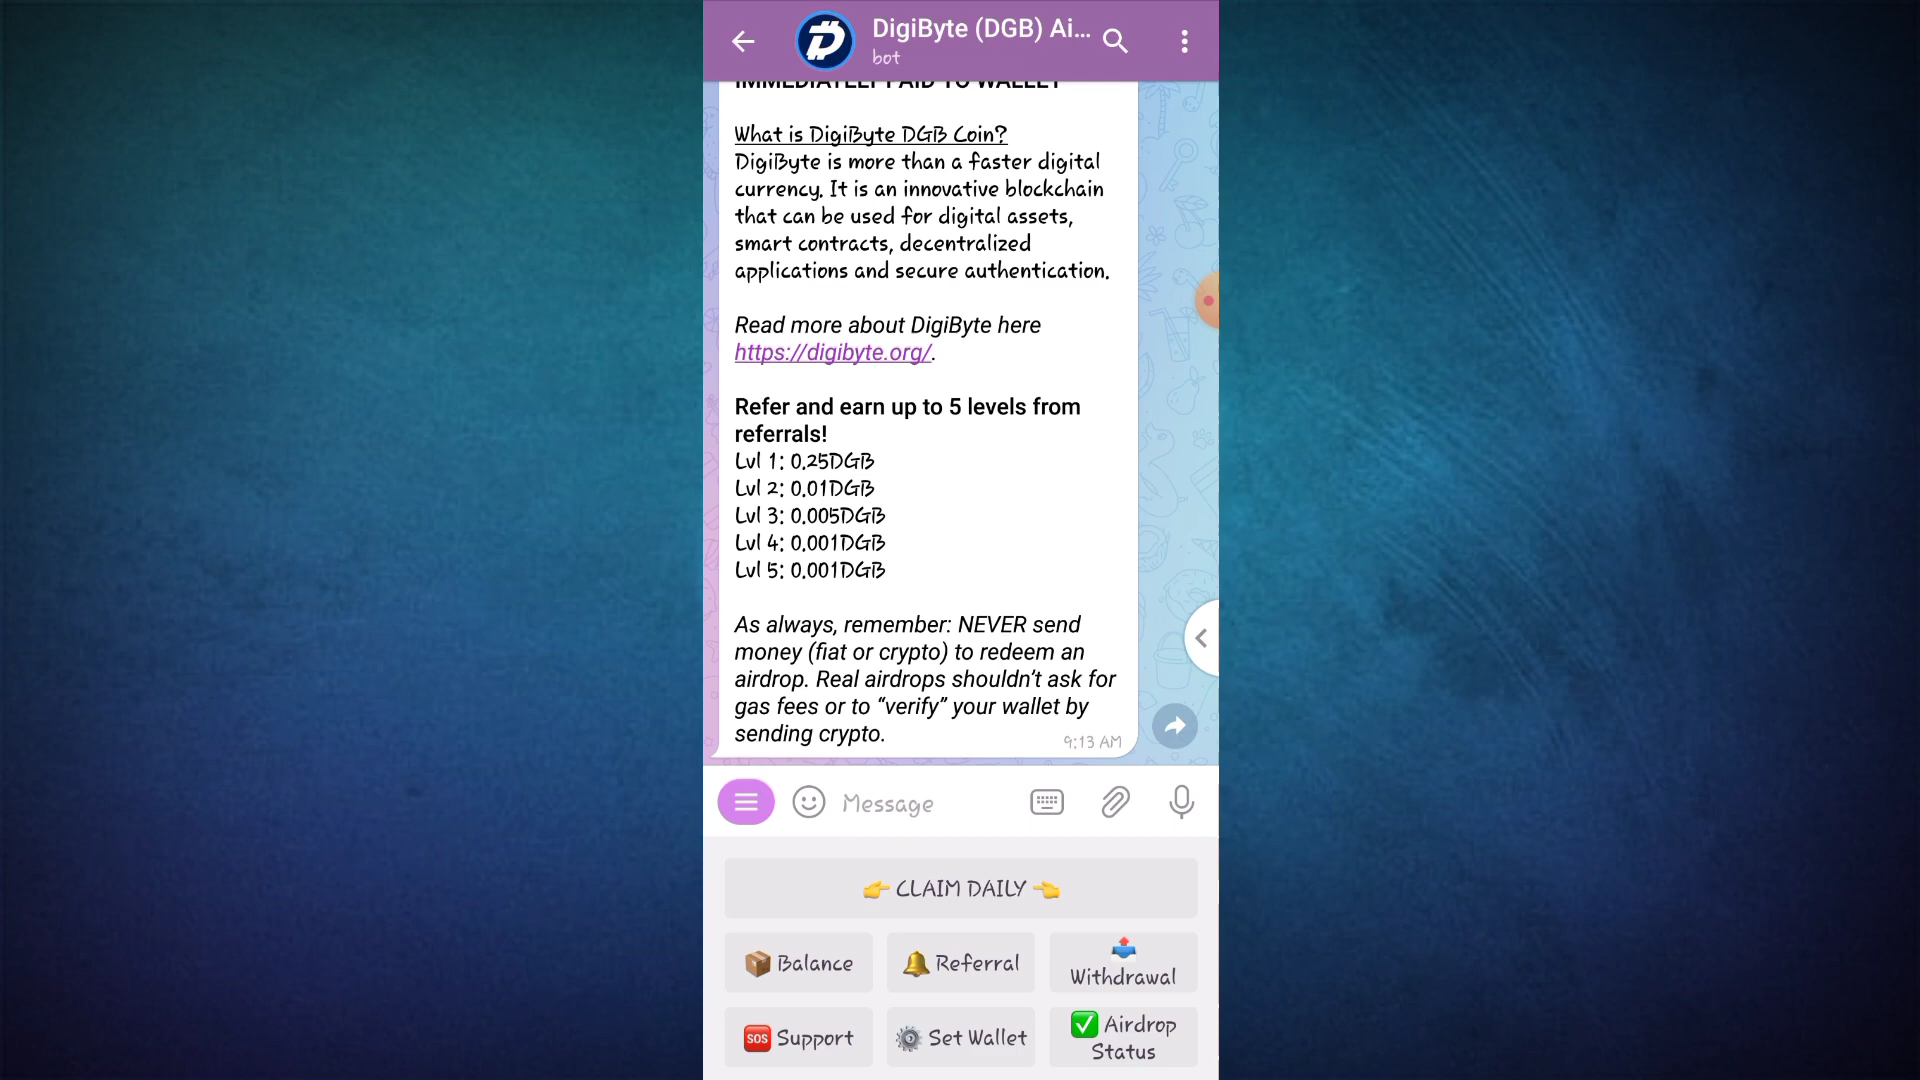 DigiByte (DGB) Ai...
bot
IMMEDIATELY PAID TO WALLET
What is DigiByte DGB Coin?
DigiByte is more than a faster digital
currency. It is an innovative blockchain
that can be used for digital assets,
smart contracts, decentralized
applications and secure authentication.
Read more about DigiByte here
https://digibyte.org/.
Refer and earn up to 5 levels from
referrals!
Lvl 1: 0.25DGB
Lvl 2: 0.01DGB
Lvl 3: 0.005DGB
Lvl 4: 0.001DGB
Lvl 5: 0.001DGB
As always, remember: NEVER send
money (fiat or crypto) to redeem an
airdrop. Real airdrops shouldn't ask for
gas fees or to “verify” your wallet by
sending crypto.
9:13 AM
Message
👉 CLAIM DAILY 👈
📦 Balance
🔔 Referral
📤
Withdrawal
🆘 Support
⚙️ Set Wallet
✅ Airdrop
Status